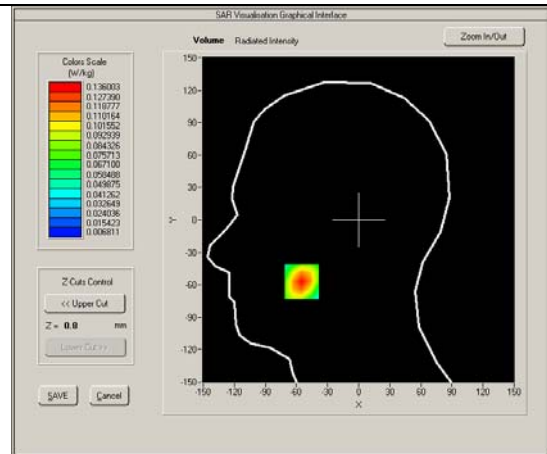 SAR Visualisation Graphical Interface
Volume Radiated Intensity
Zoom In/Out
Colors Scale
(W/kg)
0.136003
0.127390
0.118777
0.110164
0.101552
0.092939
0.084326
0.075713
0.067100
0.058488
0.049875
0.041262
0.032649
0.024036
0.015423
0.006811
150
120
90
60
30
0
-30
-60
-90
-120
-150
Y
-150 -120 -90 -60 -30 0 30 60 90 120 150
X
Z Cuts Control
<< Upper Cut
Z = 0.8 mm
Lower Cut >>
SAVE Cancel